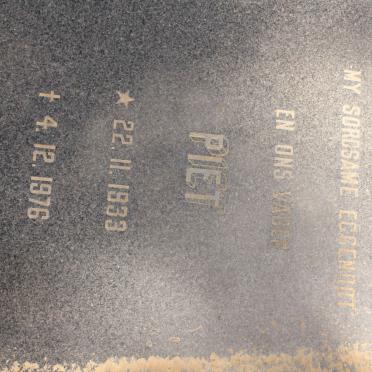 MY SORGSAME EGGENOOT
EN ONS VADER
PIET
★ 22. 11. 1933
✝ 4. 12. 1976